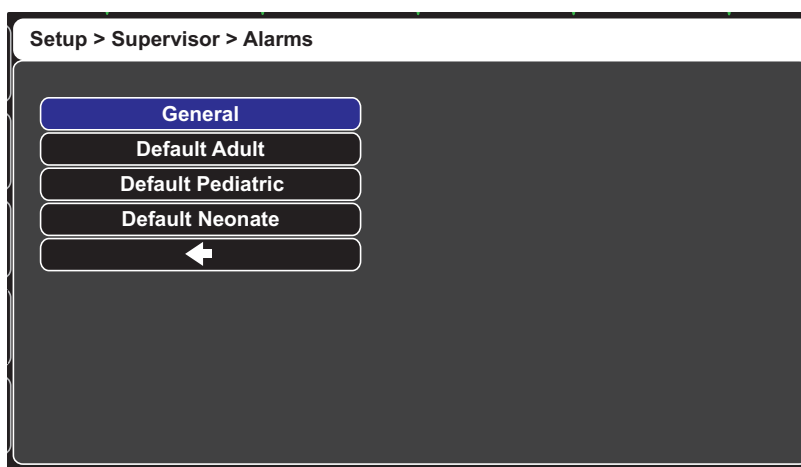 Setup > Supervisor > Alarms
General
Default Adult
Default Pediatric
Default Neonate